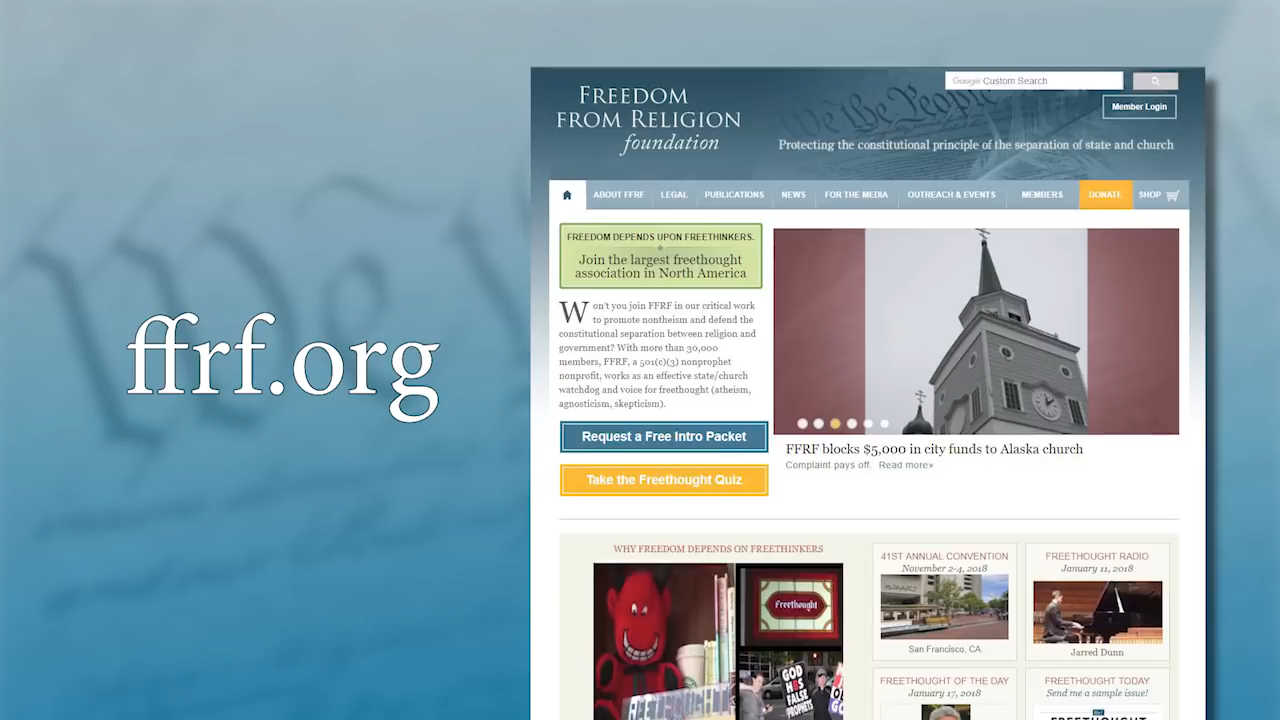 ffrf.org
Google Custom Search
Member Login
FREEDOM
FROM RELIGION
foundation
We the People
Protecting the constitutional principle of the separation of state and church
ABOUT FFRF
LEGAL
PUBLICATIONS
NEWS
FOR THE MEDIA
OUTREACH & EVENTS
MEMBERS
DONATE
SHOP
FREEDOM DEPENDS UPON FREETHINKERS.
Join the largest freethought
association in North America
Won't you join FFRF in our critical work
to promote nontheism and defend the
constitutional separation between religion and
government? With more than 30,000
members, FFRF, a 501(c)(3) nonprophet
nonprofit, works as an effective state/church
watchdog and voice for freethought (atheism,
agnosticism, skepticism).
Request a Free Intro Packet
Take the Freethought Quiz
FFRF blocks $5,000 in city funds to Alaska church
Complaint pays off. Read more»
WHY FREEDOM DEPENDS ON FREETHINKERS
Freethought
GOD
H8S
FALSE
PROPHETS
41ST ANNUAL CONVENTION
November 2-4, 2018
San Francisco, CA
FREETHOUGHT RADIO
January 11, 2018
Jarred Dunn
FREETHOUGHT OF THE DAY
January 17, 2018
FREETHOUGHT TODAY
Send me a sample issue!
ffrf